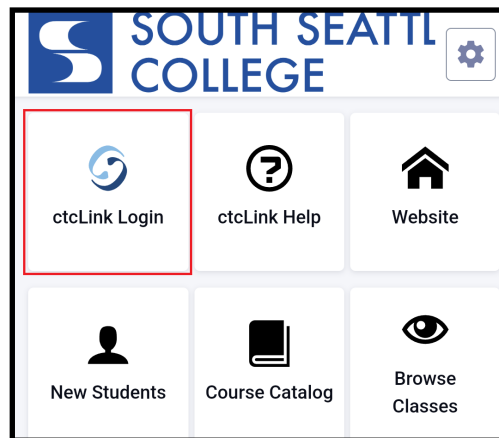 SOUTH SEATTL
COLLEGE
ctcLink Login
ctcLink Help
Website
New Students
Course Catalog
Browse
Classes